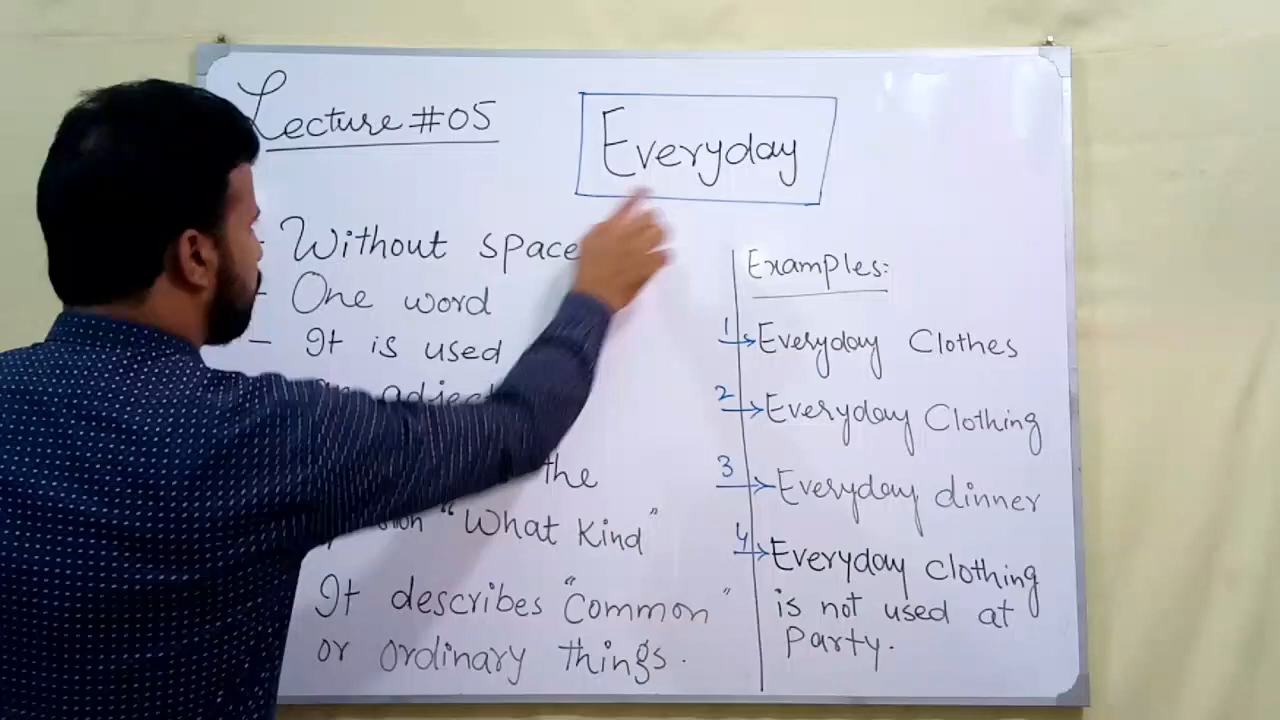 Lecture #05
Everyday
- Without space
- One word
- It is used
the
"What Kind"
It describes "Common"
or ordinary things.
Examples:
1 Everyday Clothes
2 Everyday Clothing
3 Everyday dinner
4 Everyday clothing
is not used at
Party.